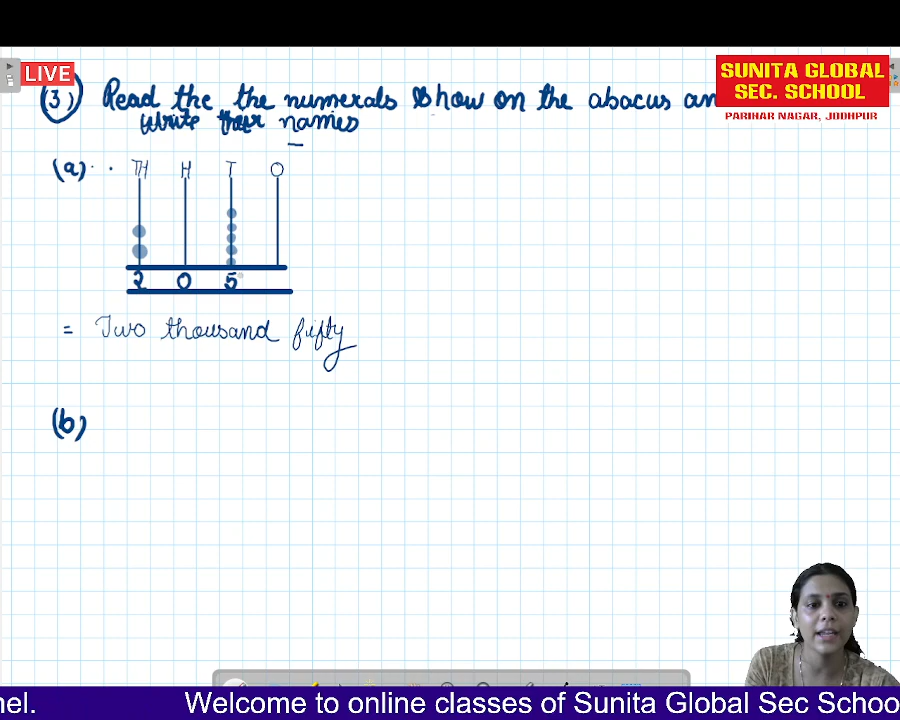 LIVE
SUNITA GLOBAL
SEC. SCHOOL
PARIHAR NAGAR, JODHPUR
(3) Read the the numerals show on the abacus an
write their names
(a) TH H T O
2 0 5
= Two thousand fifty
(b)
nel. Welcome to online classes of Sunita Global Sec Schoo